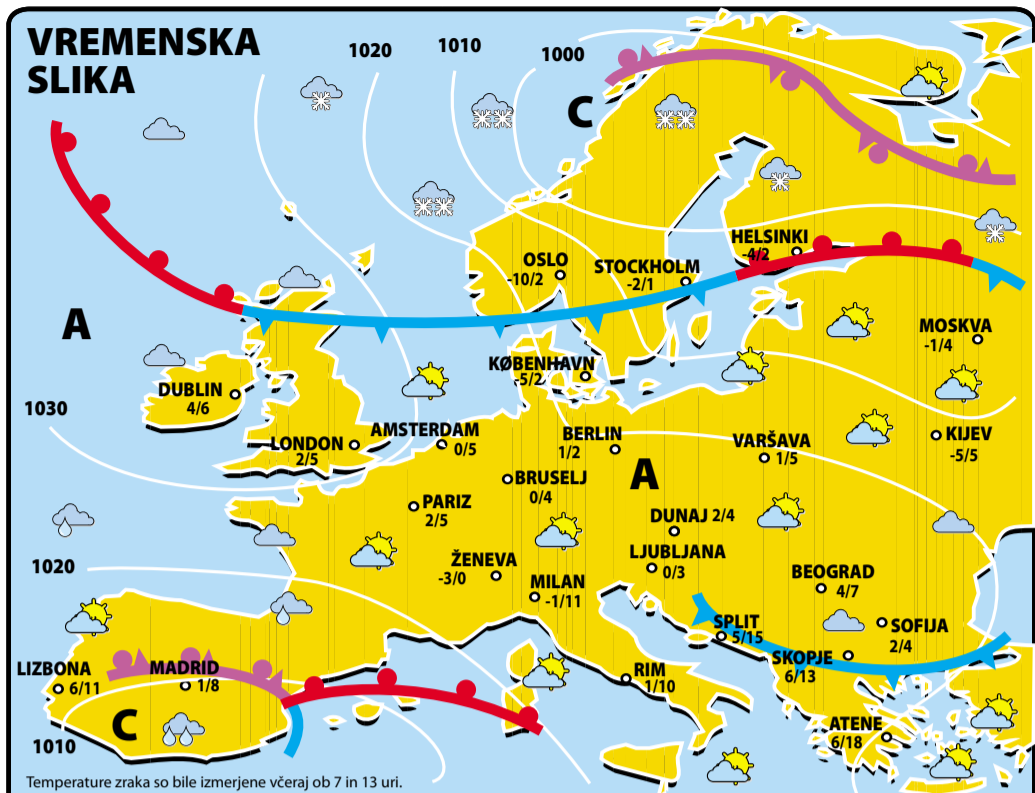 VREMENSKA
SLIKA
1020
1010
1000
C
HELSINKI
-4/2
OSLO
-10/2
STOCKHOLM
-2/1
A
MOSKVA
-1/4
KØBENHAVN
-5/2
DUBLIN
4/6
1030
AMSTERDAM
0/5
LONDON
2/5
BERLIN
1/2
VARŠAVA
1/5
KIJEV
-5/5
A
BRUSELJ
0/4
PARIZ
2/5
DUNAJ 2/4
LJUBLJANA
0/3
ŽENEVA
-3/0
1020
MILAN
-1/11
BEOGRAD
4/7
SPLIT
5/15
SOFIJA
2/4
SKOPJE
6/13
LIZBONA
6/11
MADRID
1/8
RIM
1/10
ATENE
6/18
C
1010
Temperature zraka so bile izmerjene včeraj ob 7 in 13 uri.